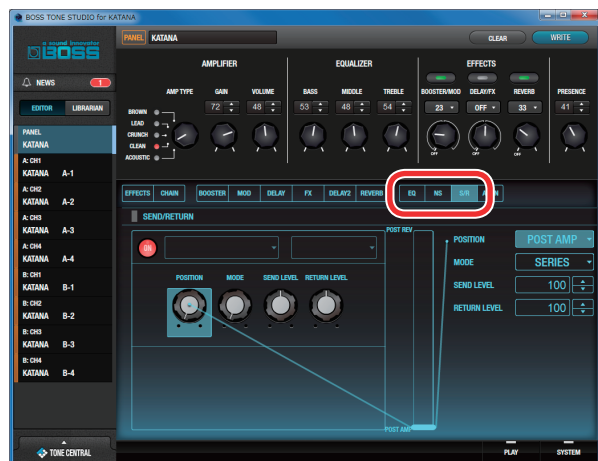 BOSS TONE STUDIO for KATANA
a sound innovator
BOSS
PANEL KATANA CLEAR WRITE
NEWS 1
EDITOR LIBRARIAN
PANEL
KATANA
A: CH1
KATANA A-1
A: CH2
KATANA A-2
A: CH3
KATANA A-3
A: CH4
KATANA A-4
B: CH1
KATANA B-1
B: CH2
KATANA B-2
B: CH3
KATANA B-3
B: CH4
KATANA B-4
TONE CENTRAL
AMPLIFIER EQUALIZER EFFECTS
AMP TYPE GAIN VOLUME BASS MIDDLE TREBLE BOOSTER/MOD DELAY/FX REVERB PRESENCE
72 48 53 48 54 23 OFF 33 41
BROWN
LEAD
CRUNCH
CLEAN
ACOUSTIC
OFF OFF OFF
EFFECTS CHAIN BOOSTER MOD DELAY FX DELAY2 REVERB EQ NS S/R
SEND/RETURN
ON
POSITION MODE SEND LEVEL RETURN LEVEL
POST REV
POST AMP
POSITION POST AMP
MODE SERIES
SEND LEVEL 100
RETURN LEVEL 100
PLAY SYSTEM